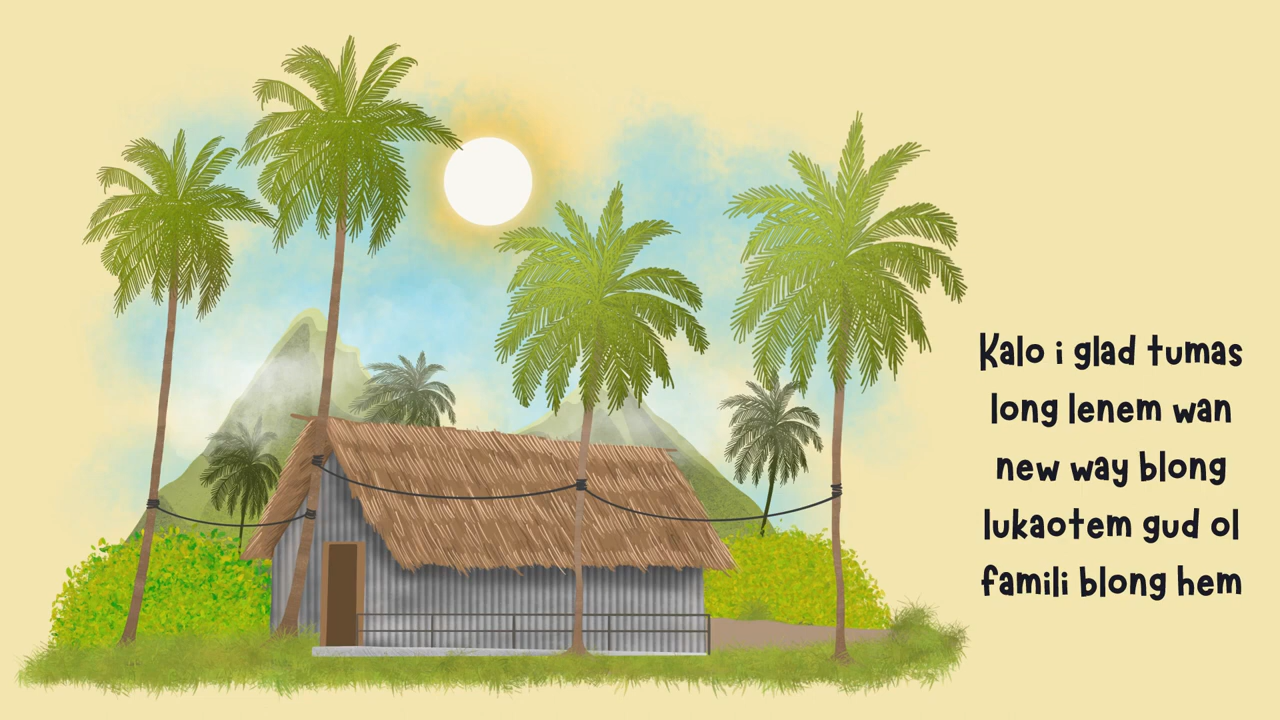 Kalo i glad tumas
long lenem wan
new way blong
lukaotem gud ol
famili blong hem